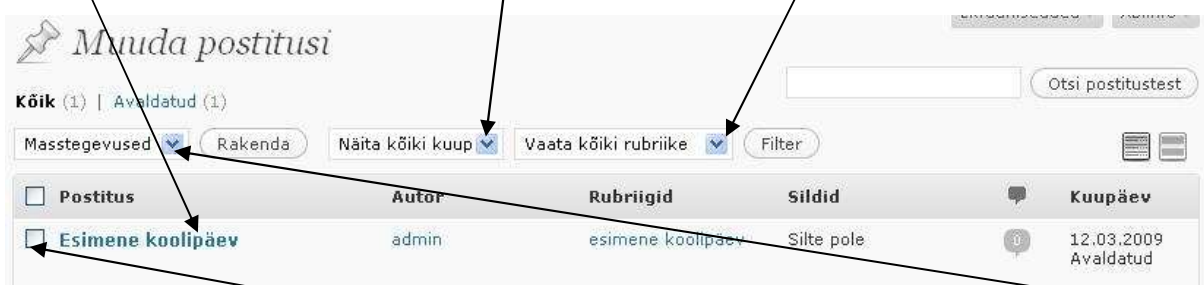 Muuda postitusi
Kõik (1) | Avaldatud (1)
Otsi postitustest
Masstegevused Rakenda Näita kõiki kuup Vaata kõiki rubriike Filter
Postitus Autor Rubriigid Sildid Kuupäev
Esimene koolipäev admin esimene koolipäev Silte pole 0 12.03.2009
Avaldatud